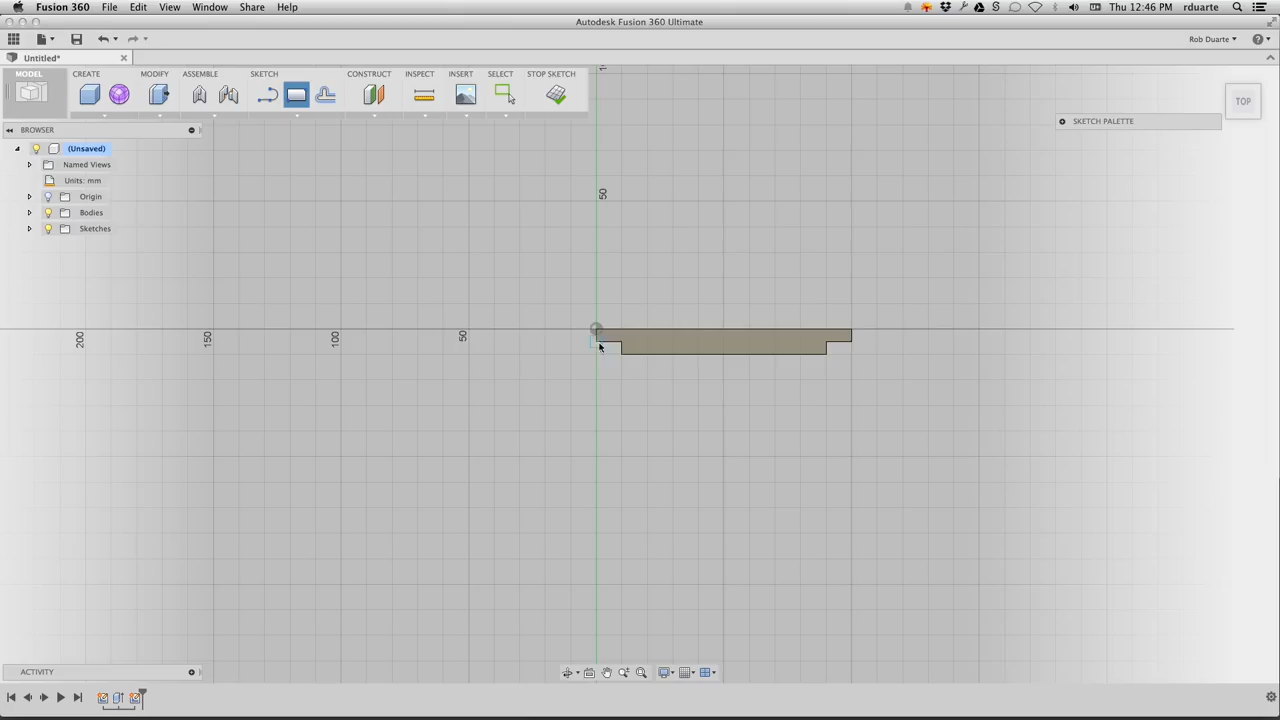 Fusion 360 File Edit View Window Share Help Thu 12:46 PM rduarte
Autodesk Fusion 360 Ultimate
Rob Duarte
Untitled*
MODEL CREATE MODIFY ASSEMBLE SKETCH CONSTRUCT INSPECT INSERT SELECT STOP SKETCH
TOP
SKETCH PALETTE
BROWSER
(Unsaved)
Named Views
Units: mm
Origin
Bodies
Sketches
50
200 150 100 50
ACTIVITY